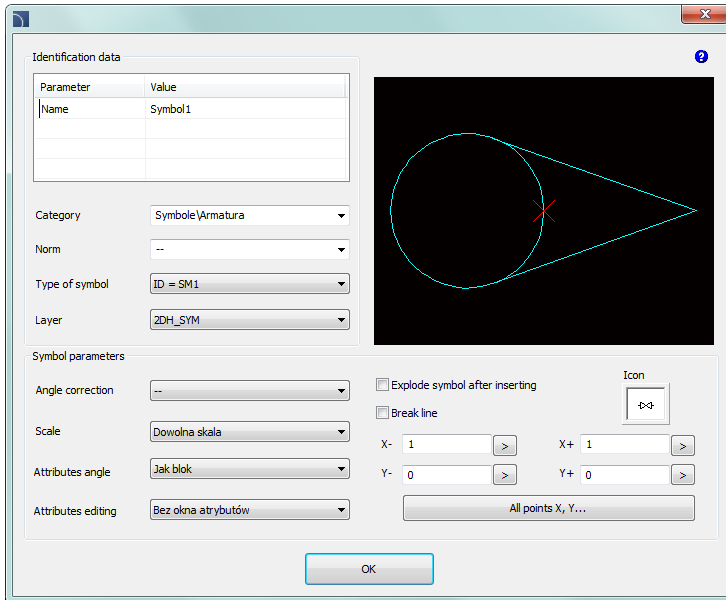 Identification data
?
Parameter Value
Name Symbol1
Category Symbole\Armatura
Norm --
Type of symbol ID = SM1
Layer 2DH_SYM
Symbol parameters
Angle correction --
Scale Dowolna skala
Attributes angle Jak blok
Attributes editing Bez okna atrybutów
Explode symbol after inserting
Break line
Icon
X- 1 > X+ 1 >
Y- 0 > Y+ 0 >
All points X, Y...
OK